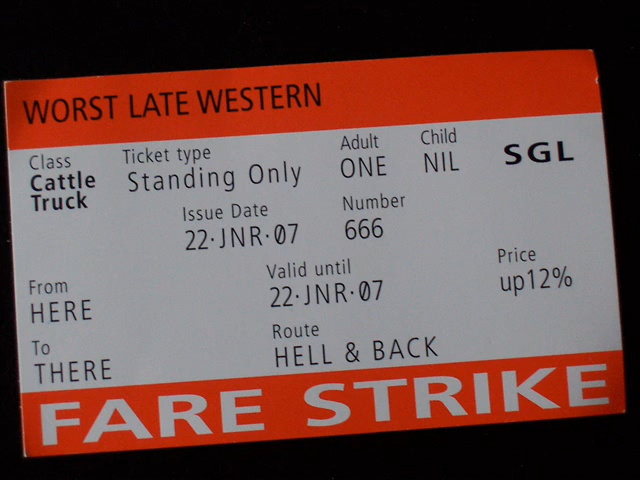 WORST LATE WESTERN
Class Ticket type Adult Child
Cattle Truck Standing Only ONE NIL SGL
Issue Date Number
22·JNR·07 666
From Valid until Price
HERE 22·JNR·07 up12%
To Route
THERE HELL & BACK
FARE STRIKE